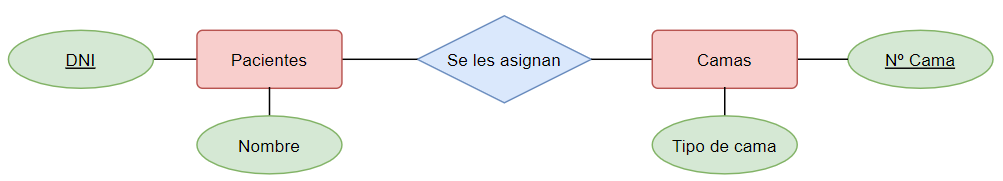 DNI
Pacientes
Se les asignan
Camas
Nº Cama
Nombre
Tipo de cama